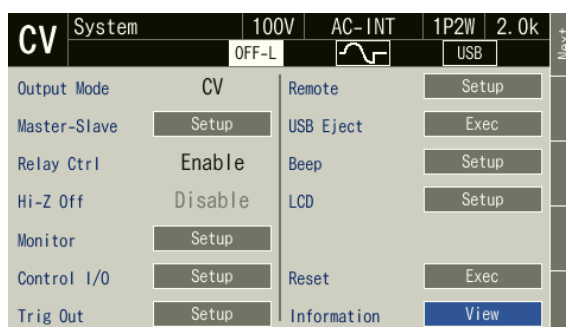 CV System 100V AC-INT 1P2W 2.0k
OFF-L USB
Next
Output Mode CV
Master-Slave Setup
Relay Ctrl Enable
Hi-Z Off Disable
Monitor Setup
Control I/O Setup
Trig Out Setup
Remote Setup
USB Eject Exec
Beep Setup
LCD Setup
Reset Exec
Information View